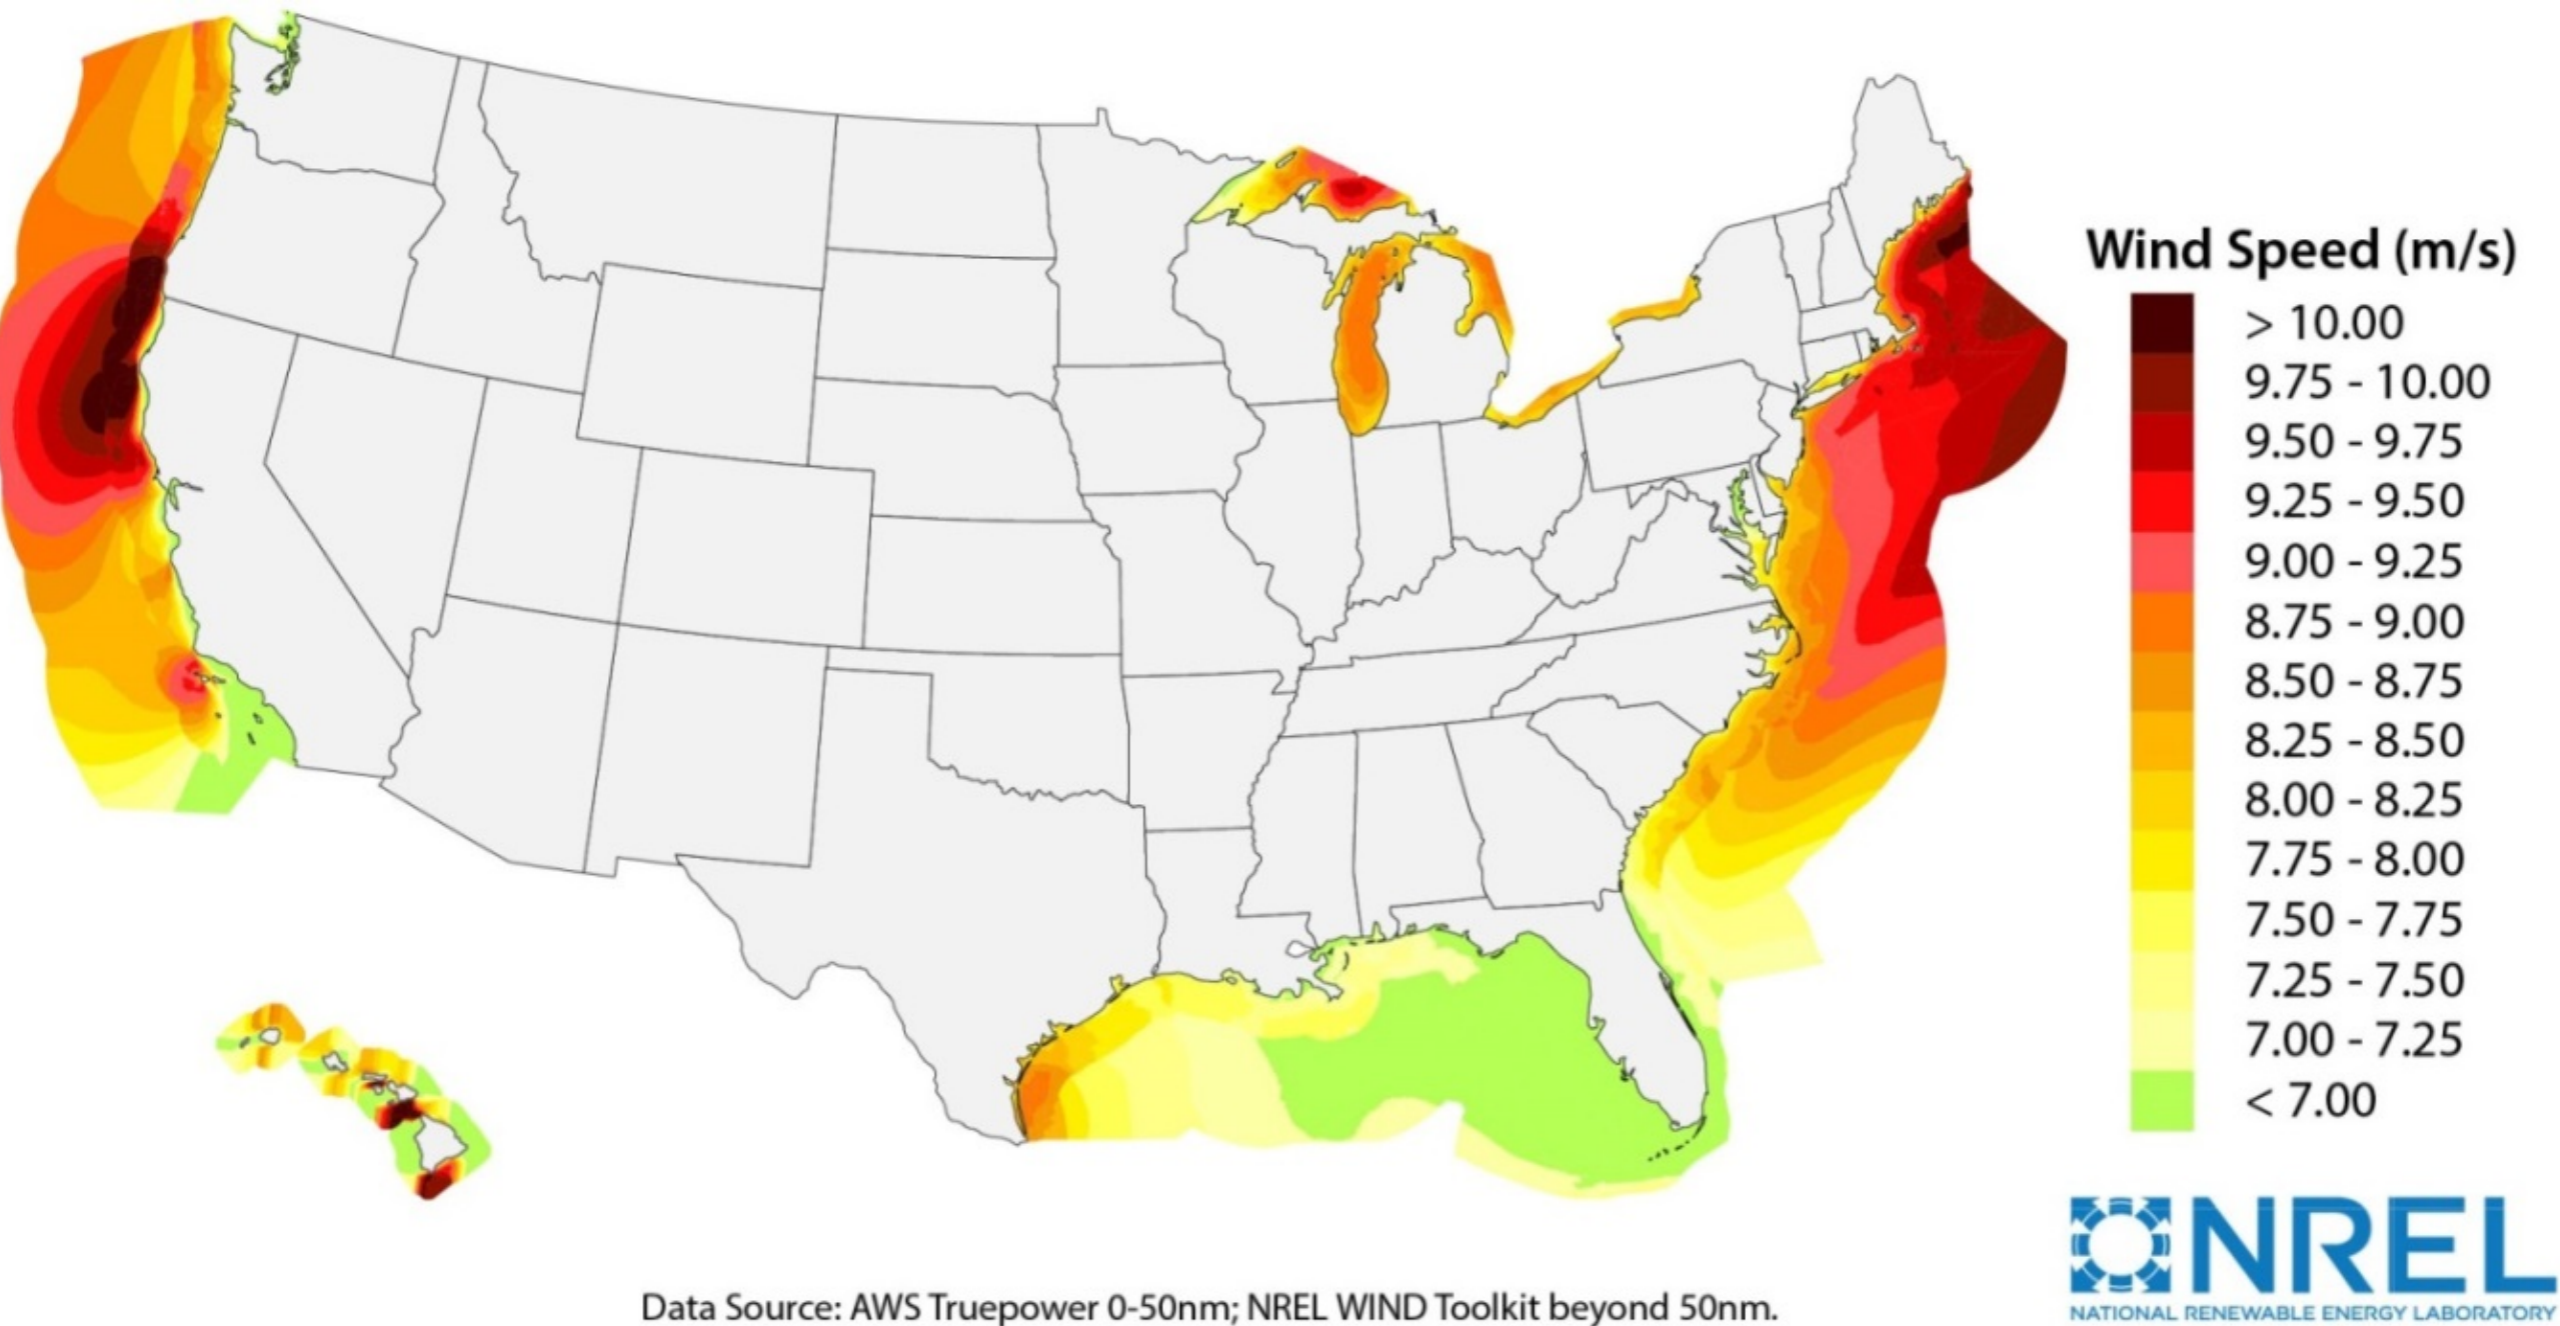 Wind Speed (m/s)
> 10.00
9.75 - 10.00
9.50 - 9.75
9.25 - 9.50
9.00 - 9.25
8.75 - 9.00
8.50 - 8.75
8.25 - 8.50
8.00 - 8.25
7.75 - 8.00
7.50 - 7.75
7.25 - 7.50
7.00 - 7.25
< 7.00
NREL
NATIONAL RENEWABLE ENERGY LABORATORY
Data Source: AWS Truepower 0-50nm; NREL WIND Toolkit beyond 50nm.